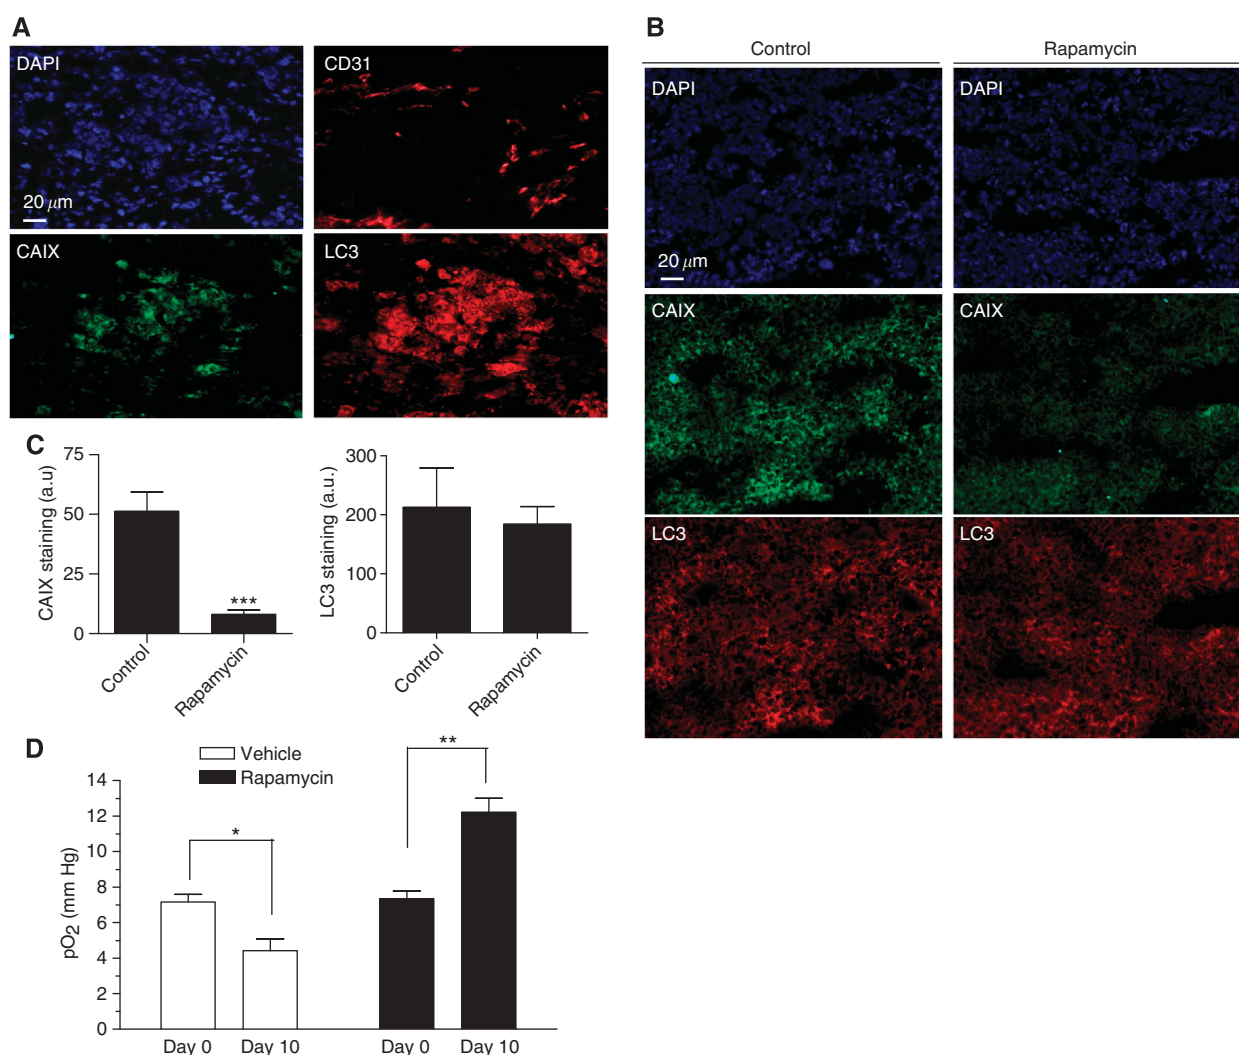 A
DAPI
CD31
20 μm
CAIX
LC3
B
Control
Rapamycin
DAPI
DAPI
20 μm
CAIX
CAIX
LC3
LC3
C
CAIX staining (a.u)
75
50
25
0
***
Control
Rapamycin
LC3 staining (a.u.)
300
200
100
0
Control
Rapamycin
D
Vehicle
Rapamycin
pO2 (mm Hg)
14
12
10
8
6
4
2
0
*
**
Day 0
Day 10
Day 0
Day 10